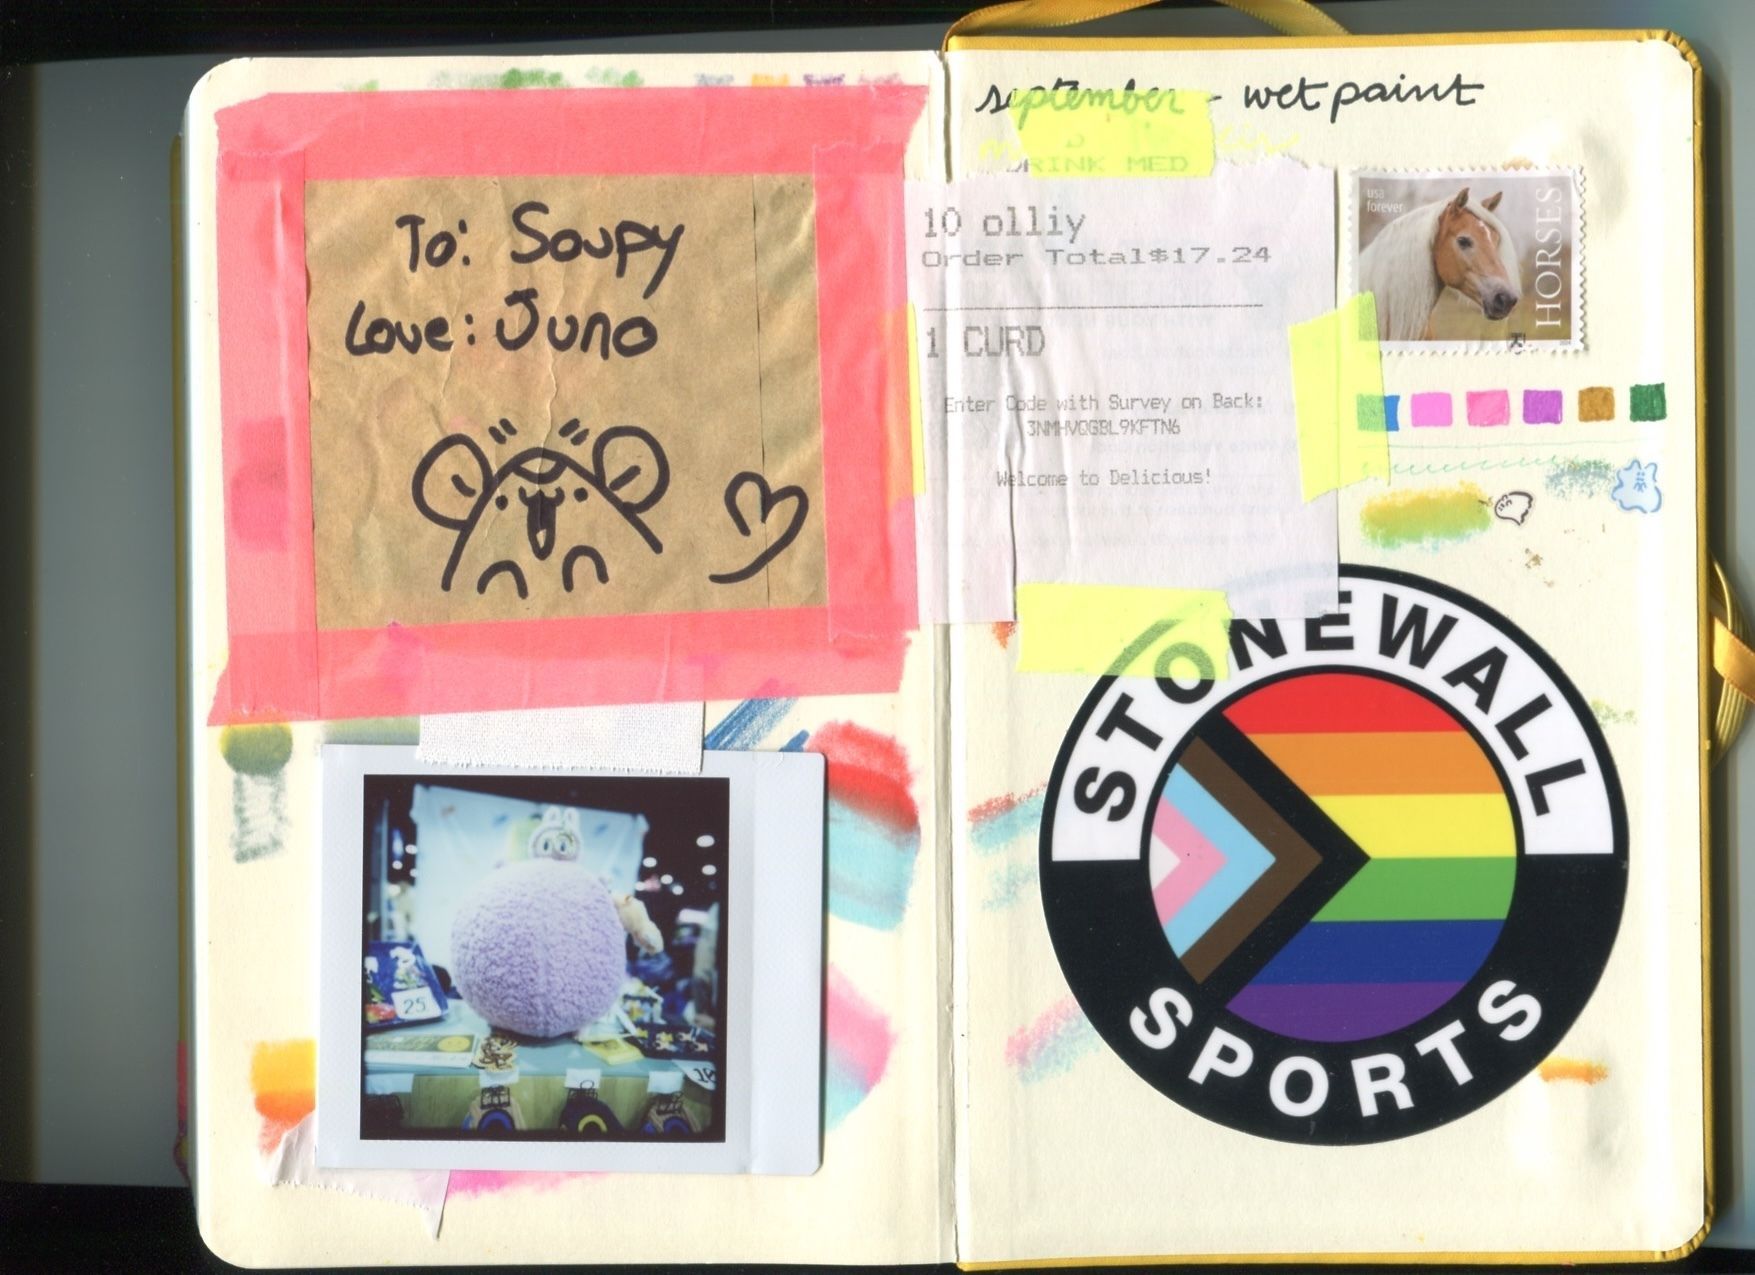 To: Soupy
Love: Juno
25
18
september - wet paint
DRINK MED
10 olliy
Order Total$17.24
1 CURD
Enter Code with Survey on Back:
3NMHVQGBL9KFTN6
Welcome to Delicious!
usa
forever
HORSES
STONEWALL
SPORTS